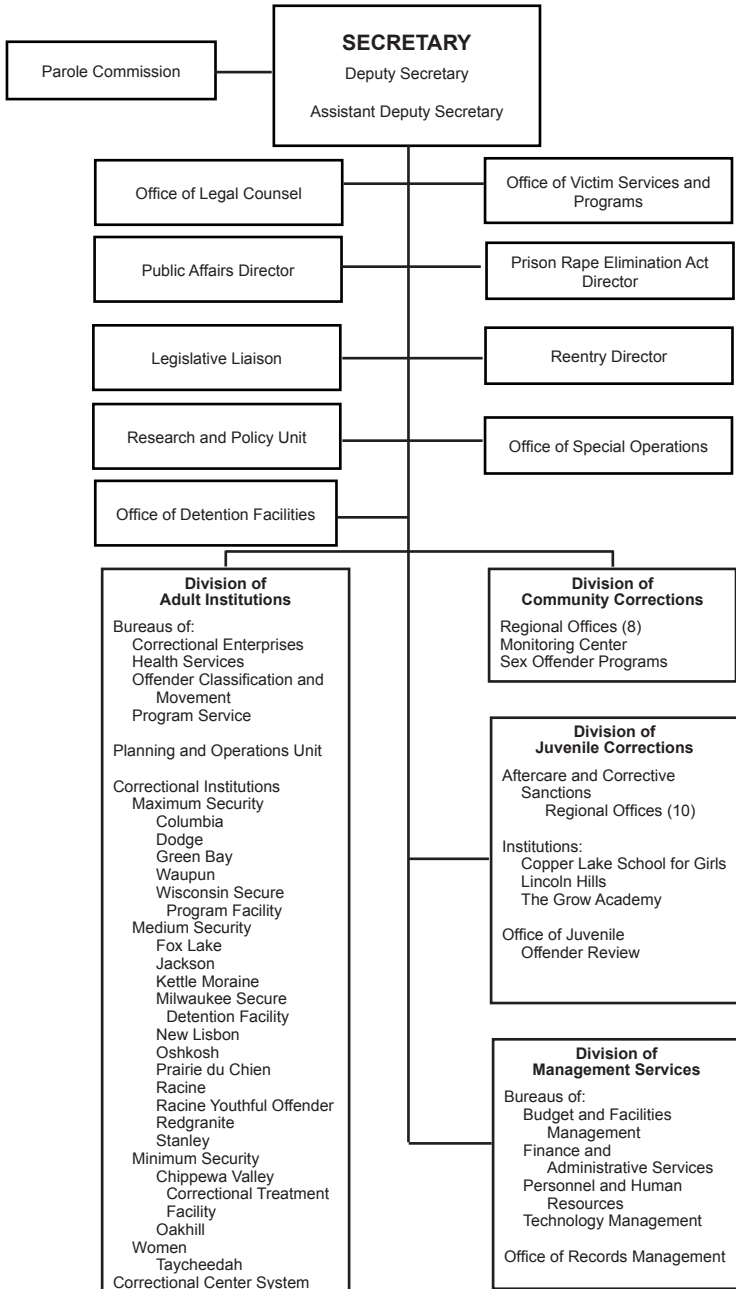 SECRETARY
Deputy Secretary
Assistant Deputy Secretary
Parole Commission
Office of Legal Counsel
Office of Victim Services and
Programs
Public Affairs Director
Prison Rape Elimination Act
Director
Legislative Liaison
Reentry Director
Research and Policy Unit
Office of Special Operations
Office of Detention Facilities
Division of
Adult Institutions
Bureaus of:
Correctional Enterprises
Health Services
Offender Classification and
Movement
Program Service
Planning and Operations Unit
Correctional Institutions
Maximum Security
Columbia
Dodge
Green Bay
Waupun
Wisconsin Secure
Program Facility
Medium Security
Fox Lake
Jackson
Kettle Moraine
Milwaukee Secure
Detention Facility
New Lisbon
Oshkosh
Prairie du Chien
Racine
Racine Youthful Offender
Redgranite
Stanley
Minimum Security
Chippewa Valley
Correctional Treatment
Facility
Oakhill
Women
Taycheedah
Correctional Center System
Division of
Community Corrections
Regional Offices (8)
Monitoring Center
Sex Offender Programs
Division of
Juvenile Corrections
Aftercare and Corrective
Sanctions
Regional Offices (10)
Institutions:
Copper Lake School for Girls
Lincoln Hills
The Grow Academy
Office of Juvenile
Offender Review
Division of
Management Services
Bureaus of:
Budget and Facilities
Management
Finance and
Administrative Services
Personnel and Human
Resources
Technology Management
Office of Records Management